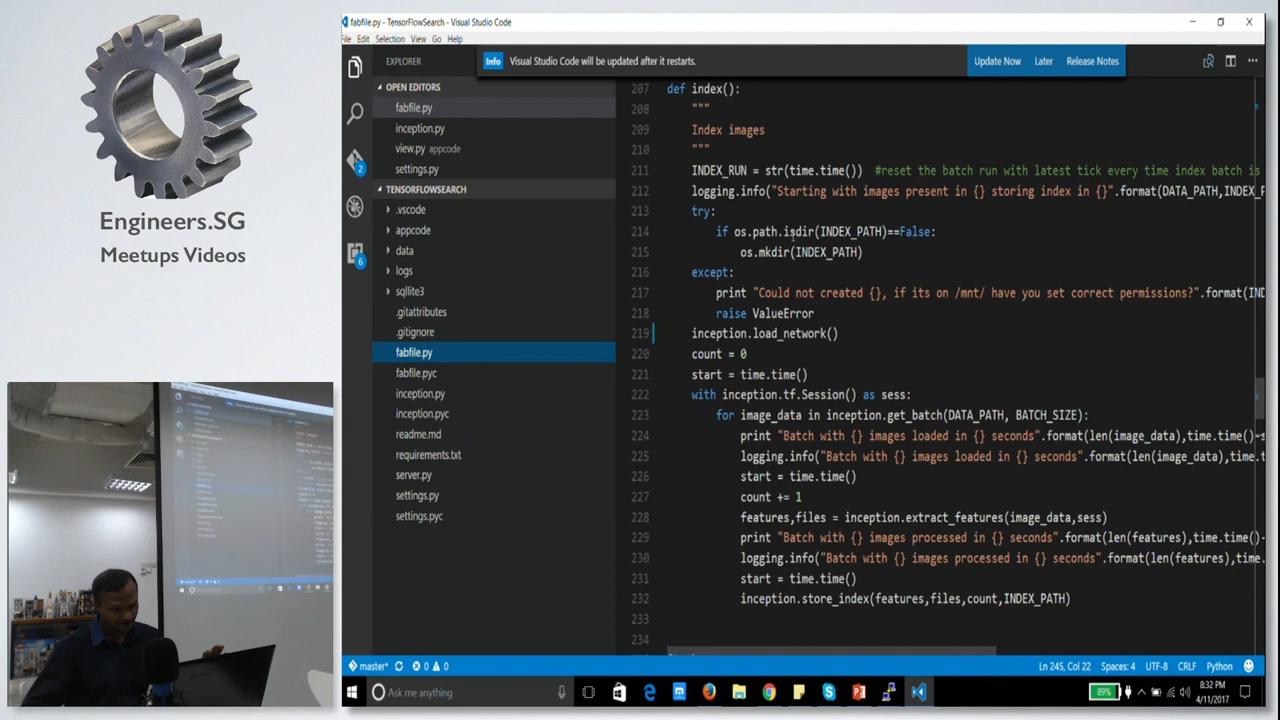 Engineers.SG
Meetups Videos
fabfile.py - TensorFlowSearch - Visual Studio Code
File Edit Selection View Go Help
EXPLORER
Info Visual Studio Code will be updated after it restarts.
Update Now Later Release Notes
OPEN EDITORS
fabfile.py
inception.py
view.py appcode
settings.py
2
TENSORFLOWSEARCH
.vscode
appcode
data
6
logs
sqllite3
.gitattributes
.gitignore
fabfile.py
fabfile.pyc
inception.py
inception.pyc
readme.md
requirements.txt
server.py
settings.py
settings.pyc
207 def index():
208 """
209 Index images
210 """
211 INDEX_RUN = str(time.time()) #reset the batch run with latest tick every time index batch is
212 logging.info("Starting with images present in {} storing index in {}".format(DATA_PATH,INDEX_P
213 try:
214 if os.path.isdir(INDEX_PATH)==False:
215 os.mkdir(INDEX_PATH)
216 except:
217 print "Could not created {}, if its on /mnt/ have you set correct permissions?".format(IND
218 raise ValueError
219 inception.load_network()
220 count = 0
221 start = time.time()
222 with inception.tf.Session() as sess:
223 for image_data in inception.get_batch(DATA_PATH, BATCH_SIZE):
224 print "Batch with {} images loaded in {} seconds".format(len(image_data),time.time()-s
225 logging.info("Batch with {} images loaded in {} seconds".format(len(image_data),time.t
226 start = time.time()
227 count += 1
228 features,files = inception.extract_features(image_data,sess)
229 print "Batch with {} images processed in {} seconds".format(len(features),time.time()-
230 logging.info("Batch with {} images processed in {} seconds".format(len(features),time.
231 start = time.time()
232 inception.store_index(features,files,count,INDEX_PATH)
233
234
master* 0 0
Ln 245, Col 22 Spaces: 4 UTF-8 CRLF Python
Ask me anything
89%
8:32 PM
4/11/2017